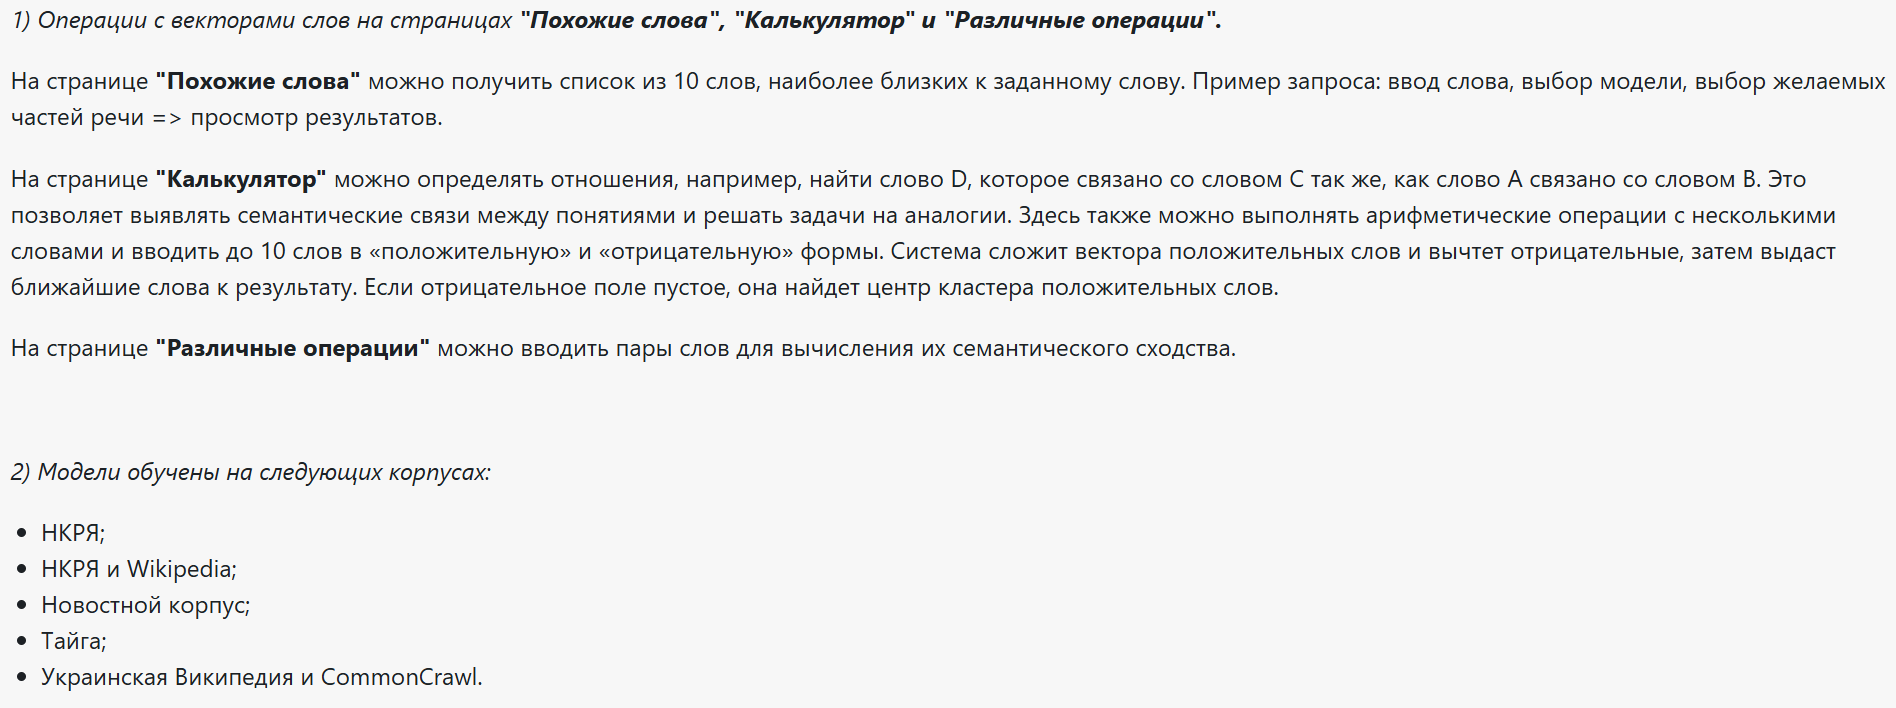 1) Операции с векторами слов на страницах "Похожие слова", "Калькулятор" и "Различные операции".
На странице "Похожие слова" можно получить список из 10 слов, наиболее близких к заданному слову. Пример запроса: ввод слова, выбор модели, выбор желаемых
частей речи => просмотр результатов.
На странице "Калькулятор" можно определять отношения, например, найти слово D, которое связано со словом C так же, как слово A связано со словом B. Это
позволяет выявлять семантические связи между понятиями и решать задачи на аналогии. Здесь также можно выполнять арифметические операции с несколькими
словами и вводить до 10 слов в «положительную» и «отрицательную» формы. Система сложит вектора положительных слов и вычтет отрицательные, затем выдаст
ближайшие слова к результату. Если отрицательное поле пустое, она найдет центр кластера положительных слов.
На странице "Различные операции" можно вводить пары слов для вычисления их семантического сходства.
2) Модели обучены на следующих корпусах:
• НКРЯ;
• НКРЯ и Wikipedia;
• Новостной корпус;
• Тайга;
• Украинская Википедия и CommonCrawl.